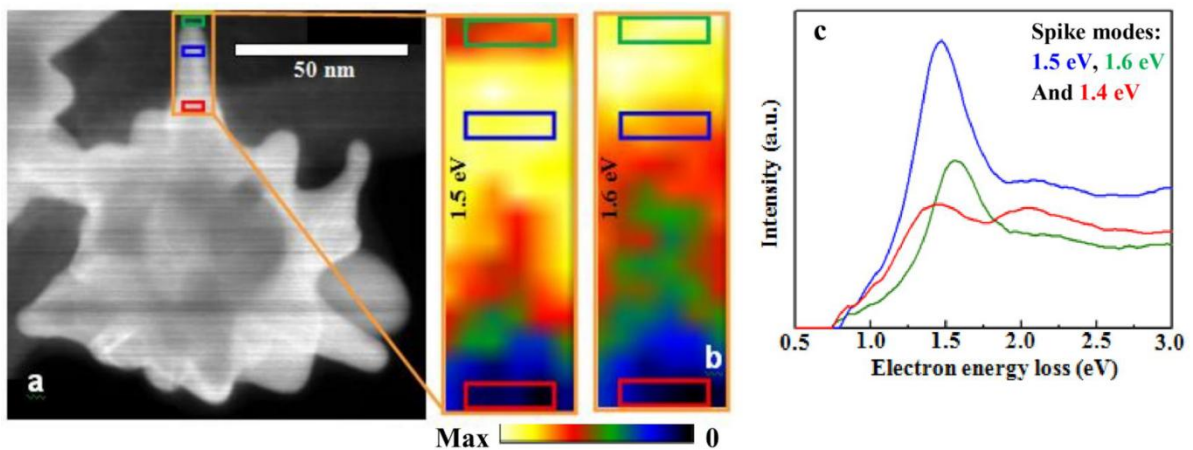 50 nm
a
1.5 eV
1.6 eV
b
Max 0
c
Spike modes:
1.5 eV, 1.6 eV
And 1.4 eV
Intensity (a.u.)
0.5 1.0 1.5 2.0 2.5 3.0
Electron energy loss (eV)